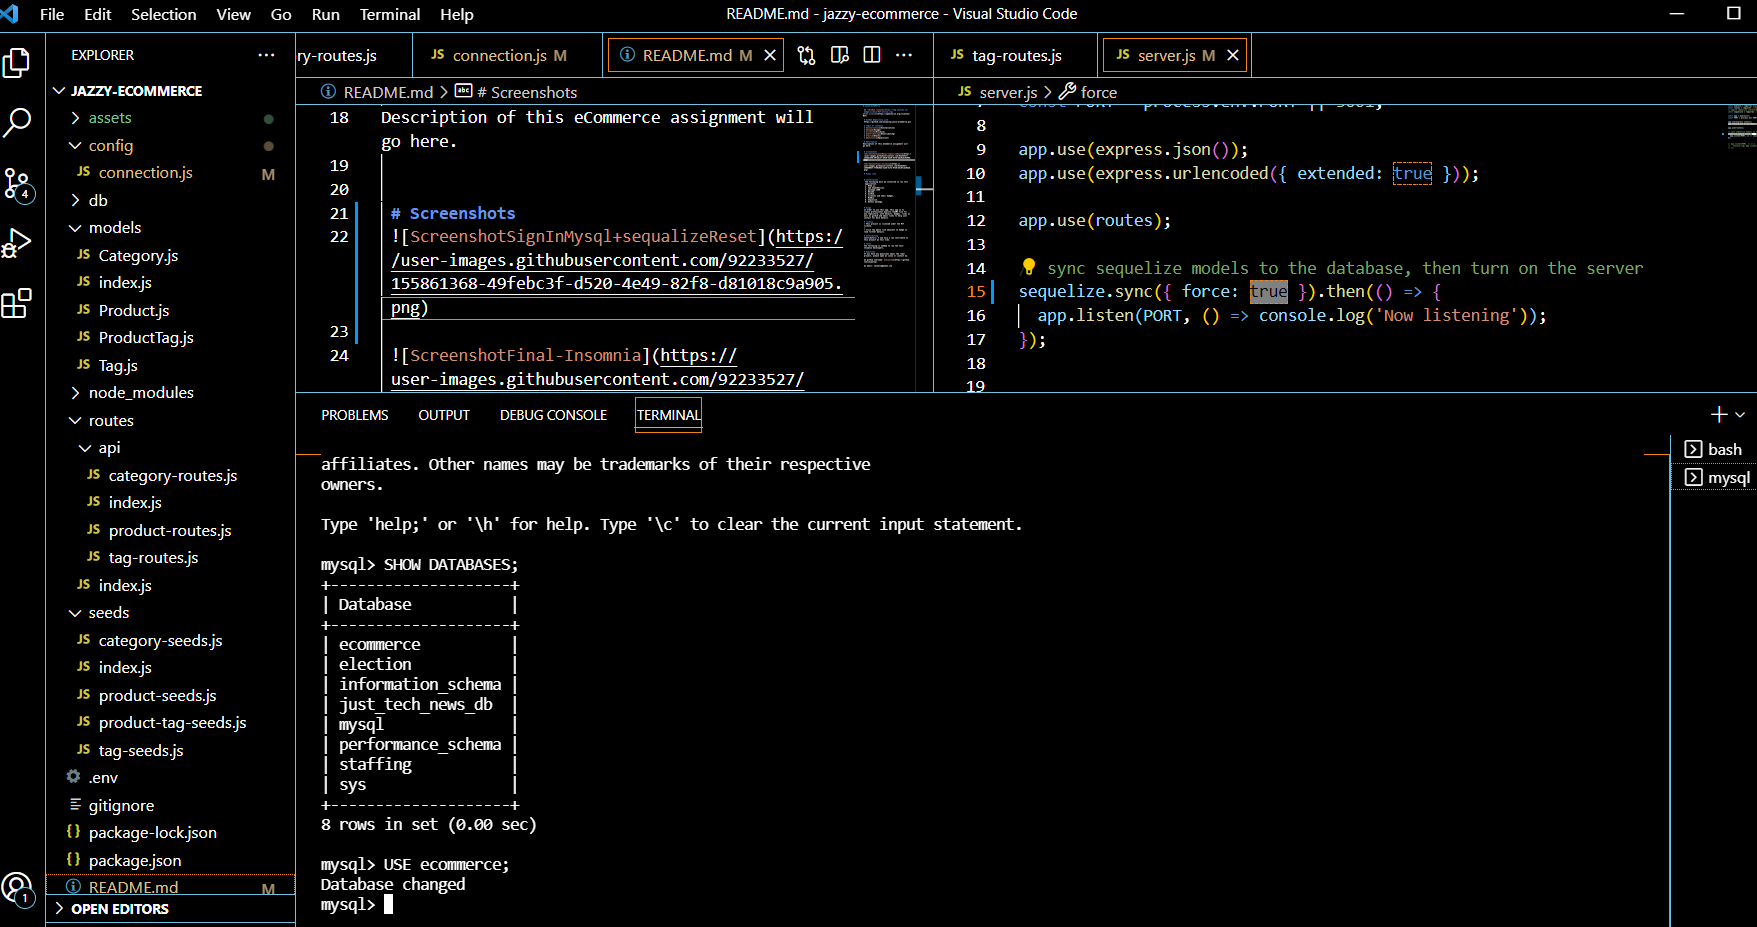 File Edit Selection View Go Run Terminal Help
README.md - jazzy-ecommerce - Visual Studio Code
EXPLORER
JAZZY-ECOMMERCE
assets
config
JS connection.js M
db
models
JS Category.js
JS index.js
JS Product.js
JS ProductTag.js
JS Tag.js
node_modules
routes
api
JS category-routes.js
JS index.js
JS product-routes.js
JS tag-routes.js
JS index.js
seeds
JS category-seeds.js
JS index.js
JS product-seeds.js
JS product-tag-seeds.js
JS tag-seeds.js
.env
gitignore
{} package-lock.json
{} package.json
README.md M
OPEN EDITORS
4
1
ry-routes.js
JS connection.js M
README.md M
README.md > abc # Screenshots
18 Description of this eCommerce assignment will
go here.
19
20
21 # Screenshots
22 ![ScreenshotSignInMysql+sequalizeReset](https:/
/user-images.githubusercontent.com/92233527/
155861368-49febc3f-d520-4e49-82f8-d81018c9a905.
png)
23
24 ![ScreenshotFinal-Insomnia](https://
user-images.githubusercontent.com/92233527/
JS tag-routes.js
JS server.js M
JS server.js > force
8
9 app.use(express.json());
10 app.use(express.urlencoded({ extended: true }));
11
12 app.use(routes);
13
14 sync sequelize models to the database, then turn on the server
15 sequelize.sync({ force: true }).then(() => {
16 app.listen(PORT, () => console.log('Now listening'));
17 });
18
19
PROBLEMS OUTPUT DEBUG CONSOLE TERMINAL
bash
mysql
affiliates. Other names may be trademarks of their respective
owners.
Type 'help;' or '\h' for help. Type '\c' to clear the current input statement.
mysql> SHOW DATABASES;
+--------------------+
| Database           |
+--------------------+
| ecommerce          |
| election           |
| information_schema |
| just_tech_news_db  |
| mysql              |
| performance_schema |
| staffing           |
| sys                |
+--------------------+
8 rows in set (0.00 sec)
mysql> USE ecommerce;
Database changed
mysql>